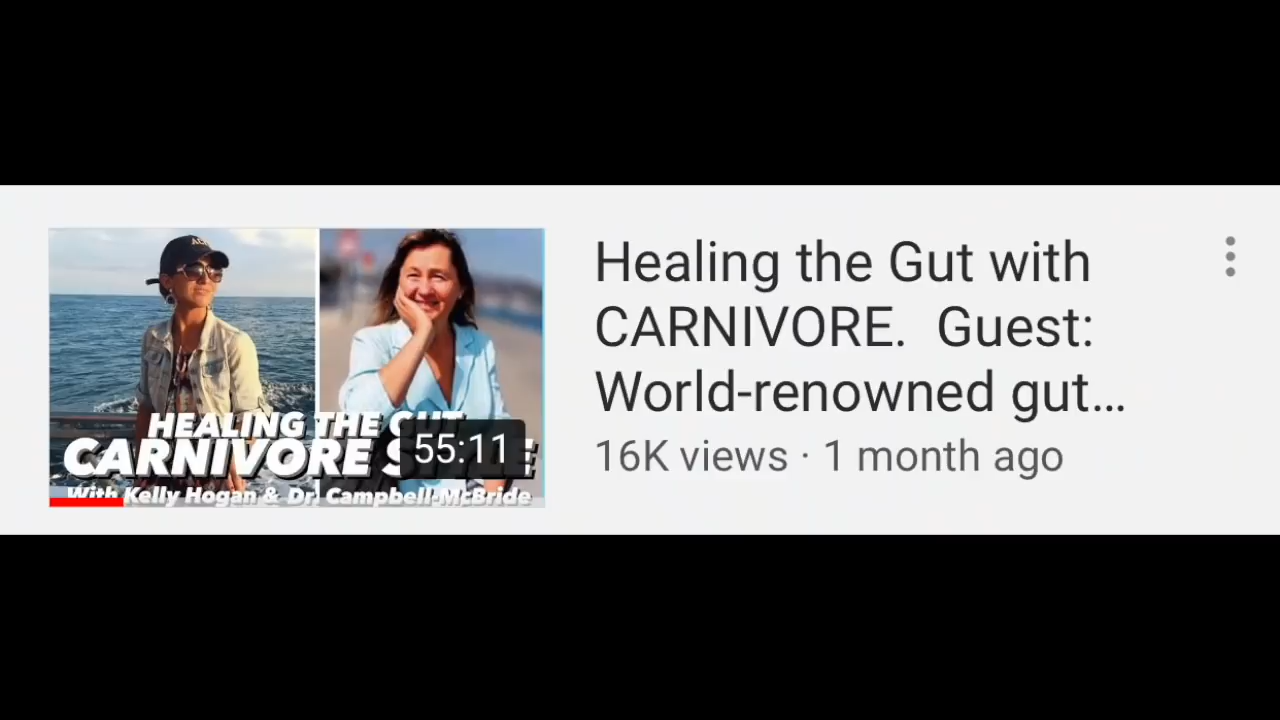 HEALING THE GUT
CARNIVORE
55:11
With Kelly Hogan & Dr. Campbell-McBride
Healing the Gut with
CARNIVORE. Guest:
World-renowned gut...
16K views · 1 month ago